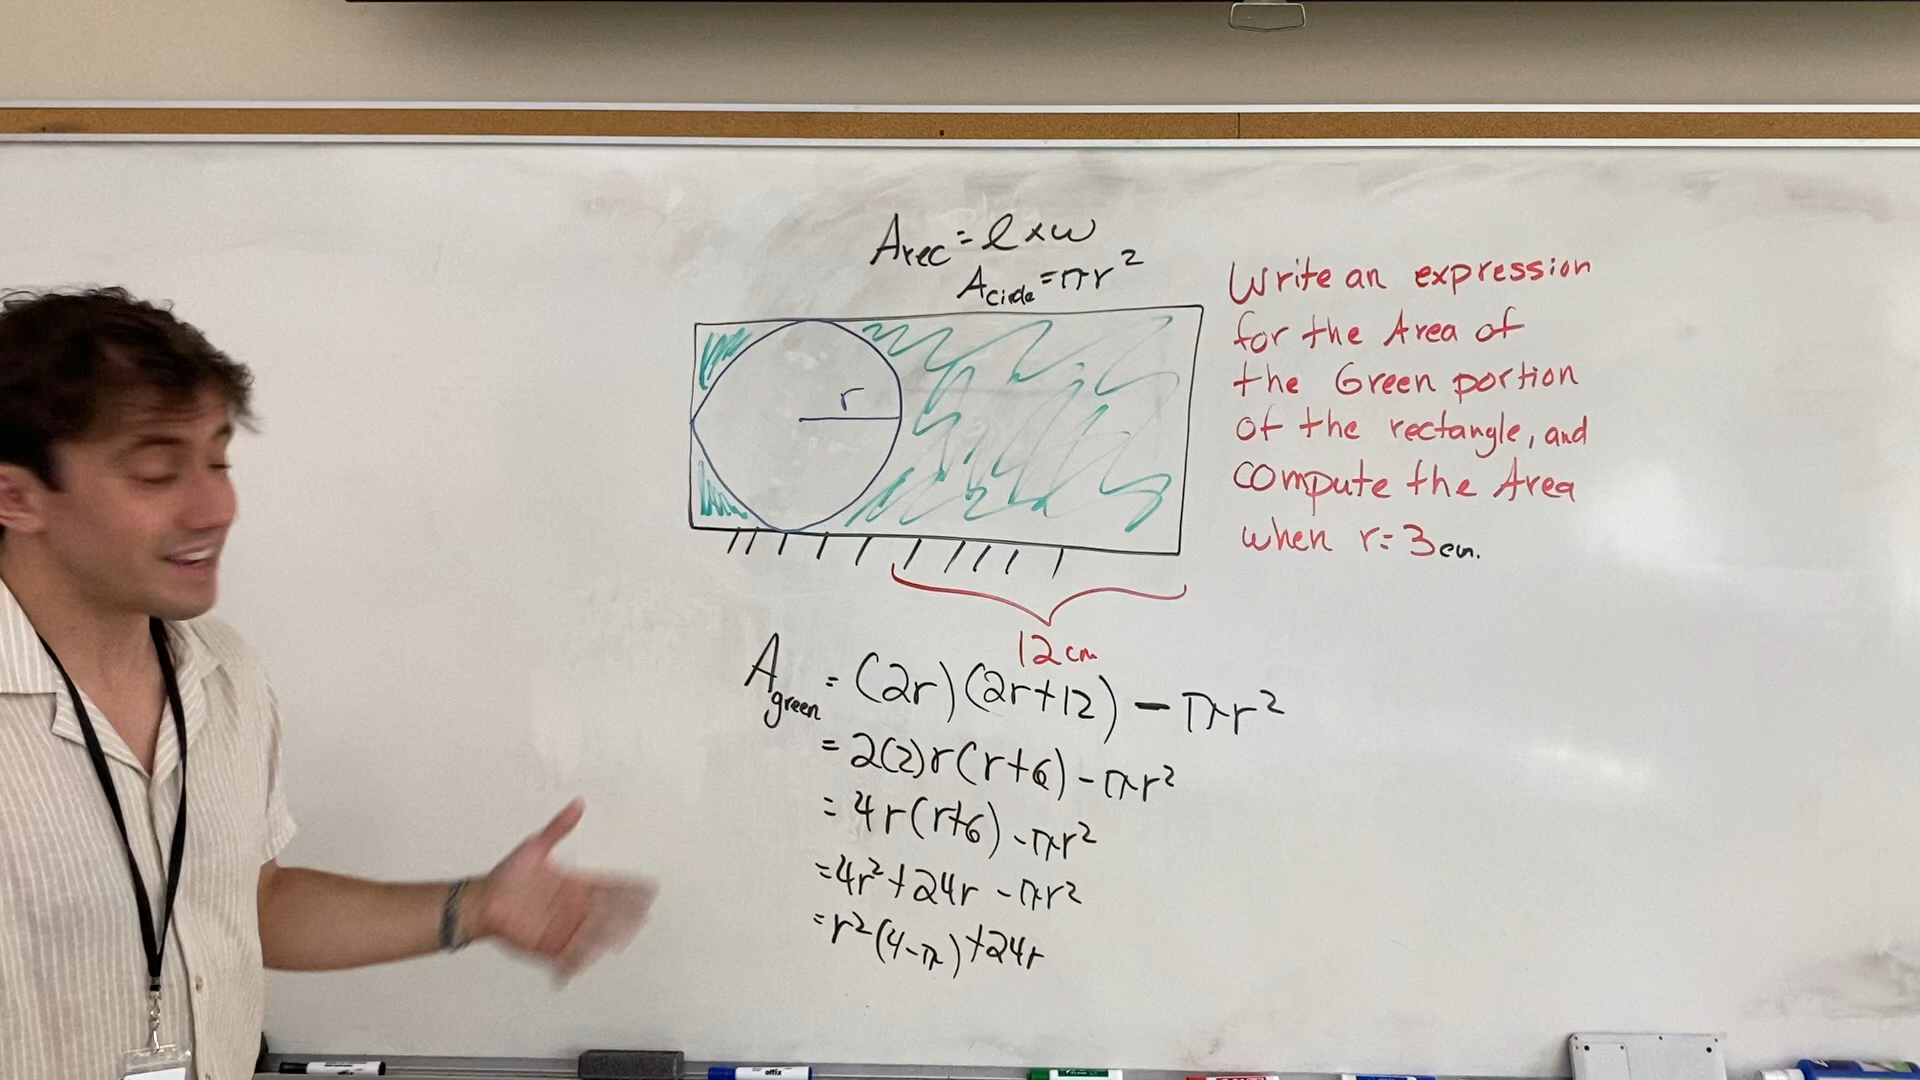 Arec = l × w
Acircle = πr²
r
Write an expression
for the Area of
the Green portion
of the rectangle, and
compute the Area
when r = 3cm.
12cm
Agreen = (2r)(2r+12) - πr²
= 2(2)r(r+6) - πr²
= 4r(r+6) - πr²
= 4r² + 24r - πr²
= r²(4-π) + 24r
offix